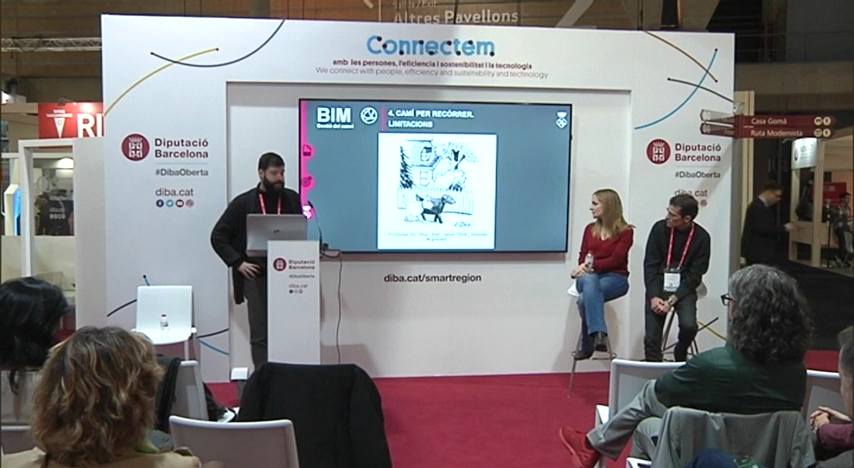 Altres Pavellons
Connectem
amb les persones, l'eficiència i sostenibilitat i la tecnologia
We connect with people, efficiency and sustainability and technology
BIM
4. CAMÍ PER RECÓRRER.
LIMITACIONS
Diputació
Barcelona
#DibaOberta
diba.cat
Diputació
Barcelona
#DibaOberta
diba.cat
Casa Gomà
Ruta Modernista
diba.cat/smartregion
Diputació
Barcelona
#DibaOberta
diba.cat